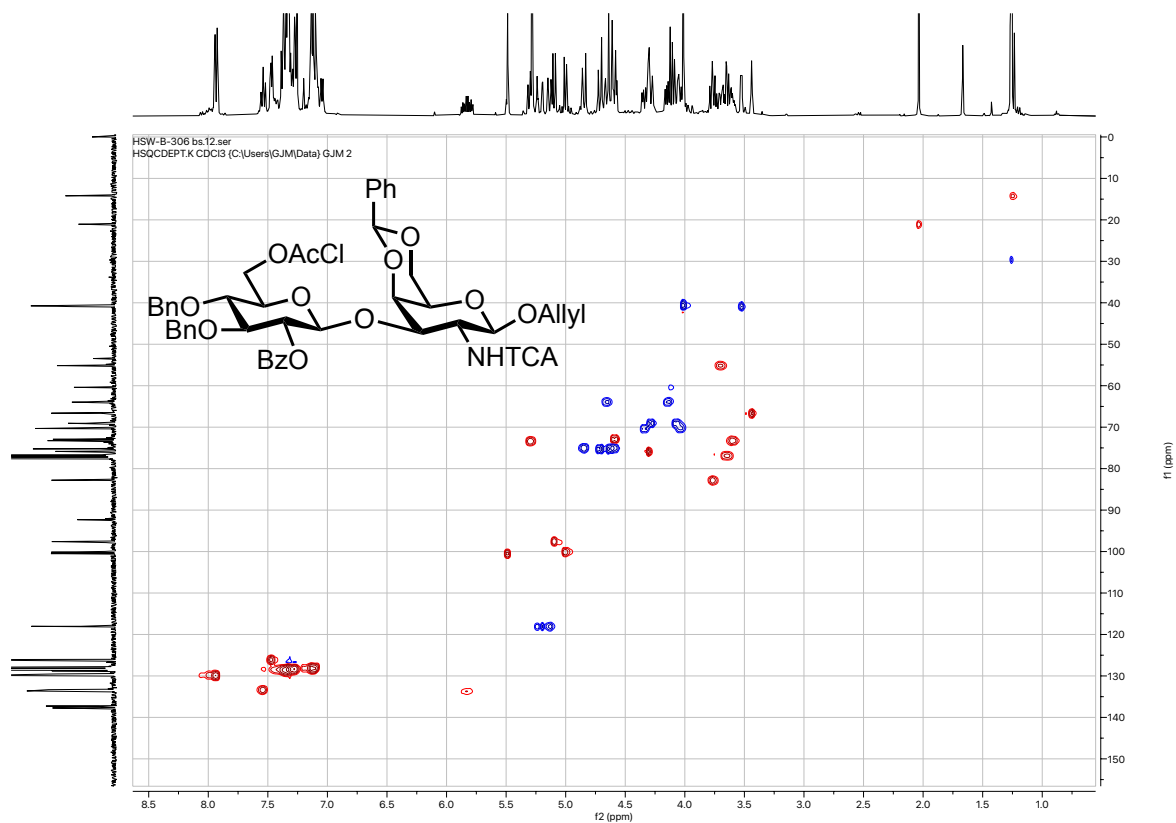 HSW-B-306 bs.12.ser
HSQCDEPT.K CDCl3 {C:\Users\GJM\Data} GJM 2
Ph
O
O
OAcCl
O
O
BnO
O
OAllyl
BnO
NHTCA
BzO
0
10
20
30
40
50
60
70
80
90
100
110
120
130
140
150
f1 (ppm)
8.5 8.0 7.5 7.0 6.5 6.0 5.5 5.0 4.5 4.0 3.5 3.0 2.5 2.0 1.5 1.0
f2 (ppm)